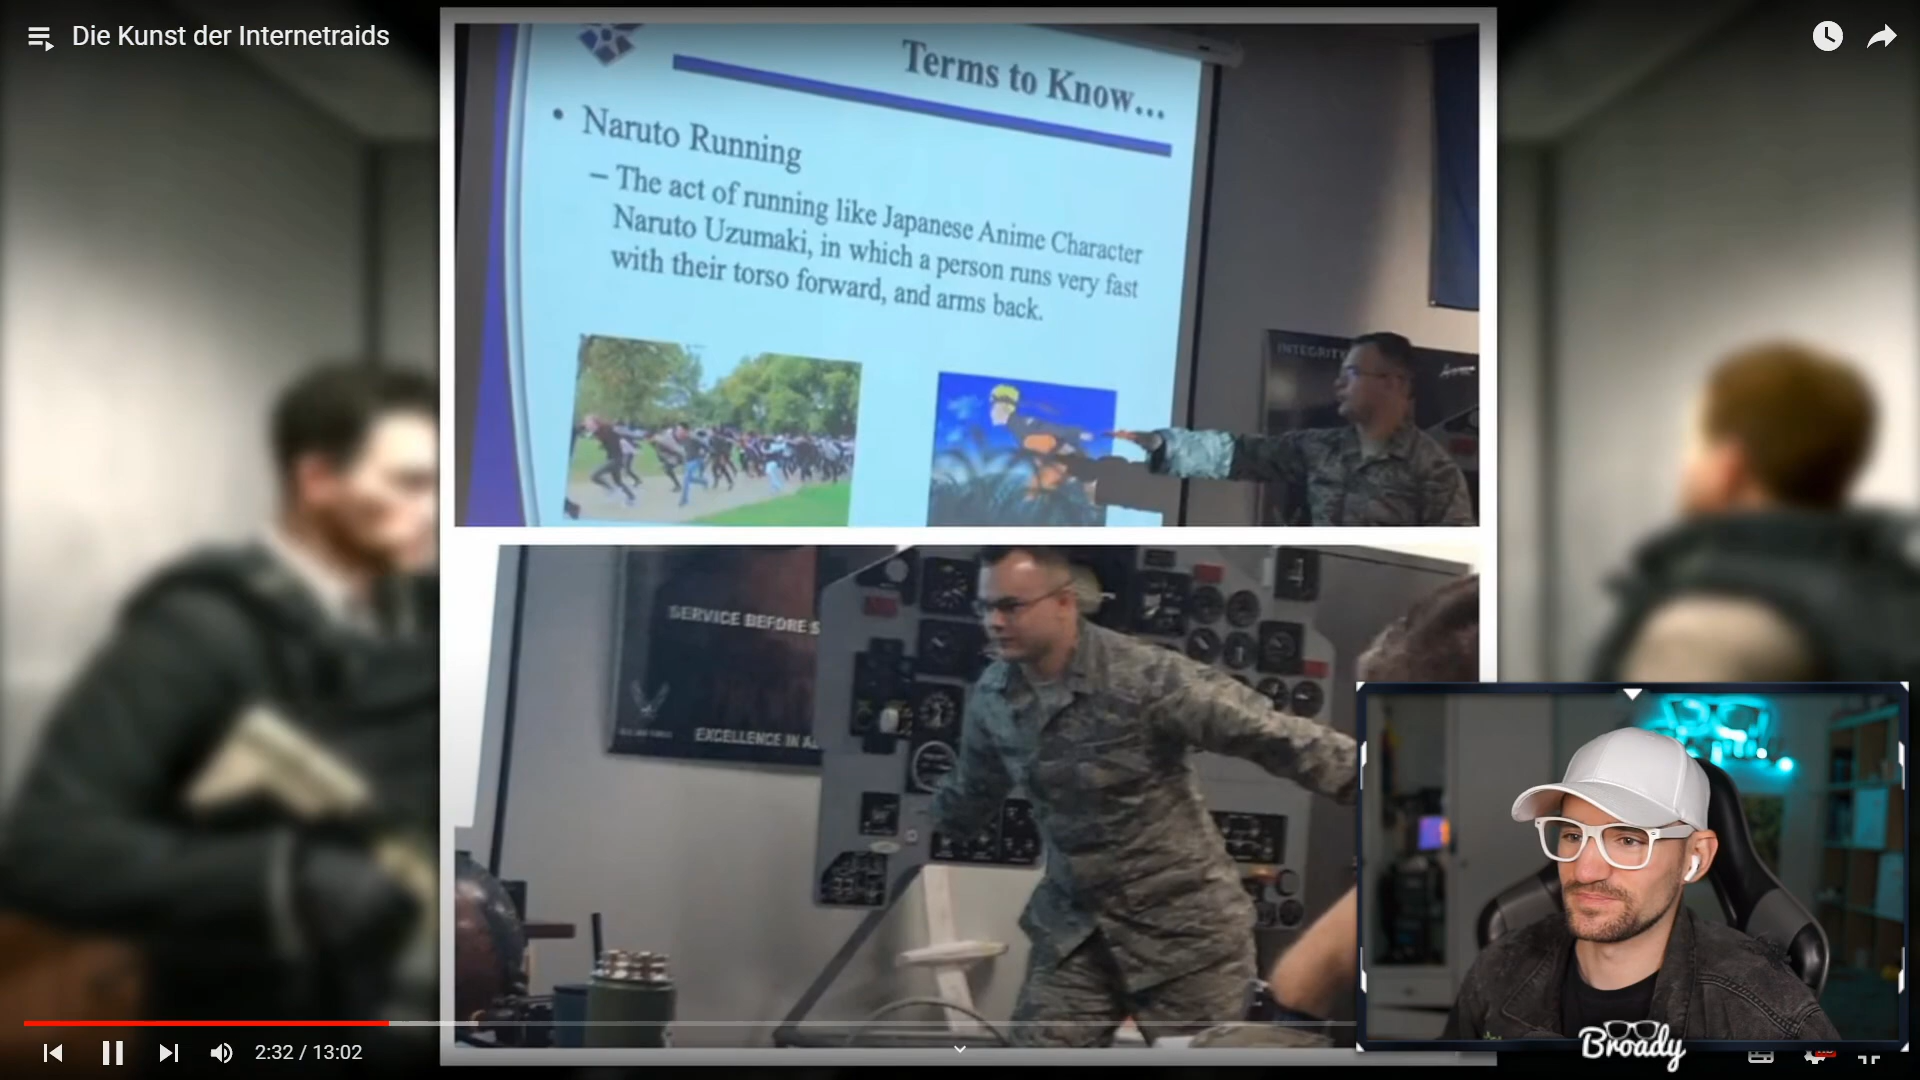 Die Kunst der Internetraids
Terms to Know...
• Naruto Running
– The act of running like Japanese Anime Character
Naruto Uzumaki, in which a person runs very fast
with their torso forward, and arms back.
INTEGRITY
SERVICE BEFORE S
EXCELLENCE IN A
2:32 / 13:02
Broady